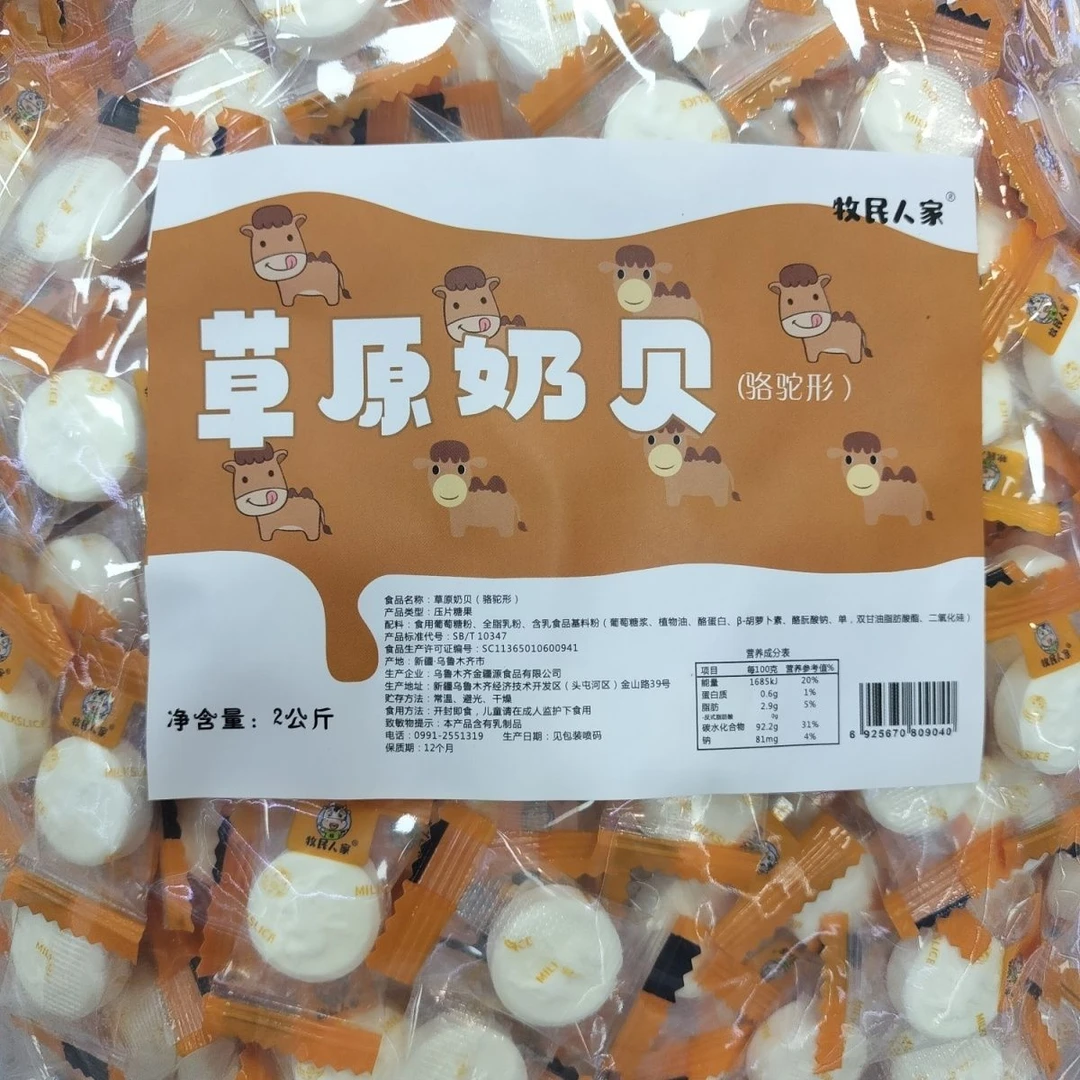 牧民人家®
草原奶贝(骆驼形)
食品名称：草原奶贝（骆驼形）
产品类型：压片糖果
配料：食用葡萄糖粉、全脂乳粉、含乳食品基料粉（葡萄糖浆、植物油、酪蛋白、β-胡萝卜素、酪朊酸钠、单，双甘油脂肪酸酯、二氧化硅）
产品标准代号：SB/T 10347
食品生产许可证编号：SC11365010600941
产地：新疆·乌鲁木齐市
生产企业：乌鲁木齐金疆源食品有限公司
生产地址：新疆乌鲁木齐经济技术开发区（头屯河区）金山路39号
贮存方法：常温、避光、干燥
食用方法：开封即食，儿童请在成人监护下食用
致敏物提示：本产品含有乳制品
电话：0991-2551319 生产日期：见包装喷码
保质期：12个月
净含量：2公斤
营养成分表
项目 每100克 营养参考值%
能量 1685kJ 20%
蛋白质 0.6g 1%
脂肪 2.9g 5%
-反式脂肪酸 0g
碳水化合物 92.2g 31%
钠 81mg 4%
6 925670 809040
牧民人家®
MILKSLICE
牧民人家®
MILKSLICE